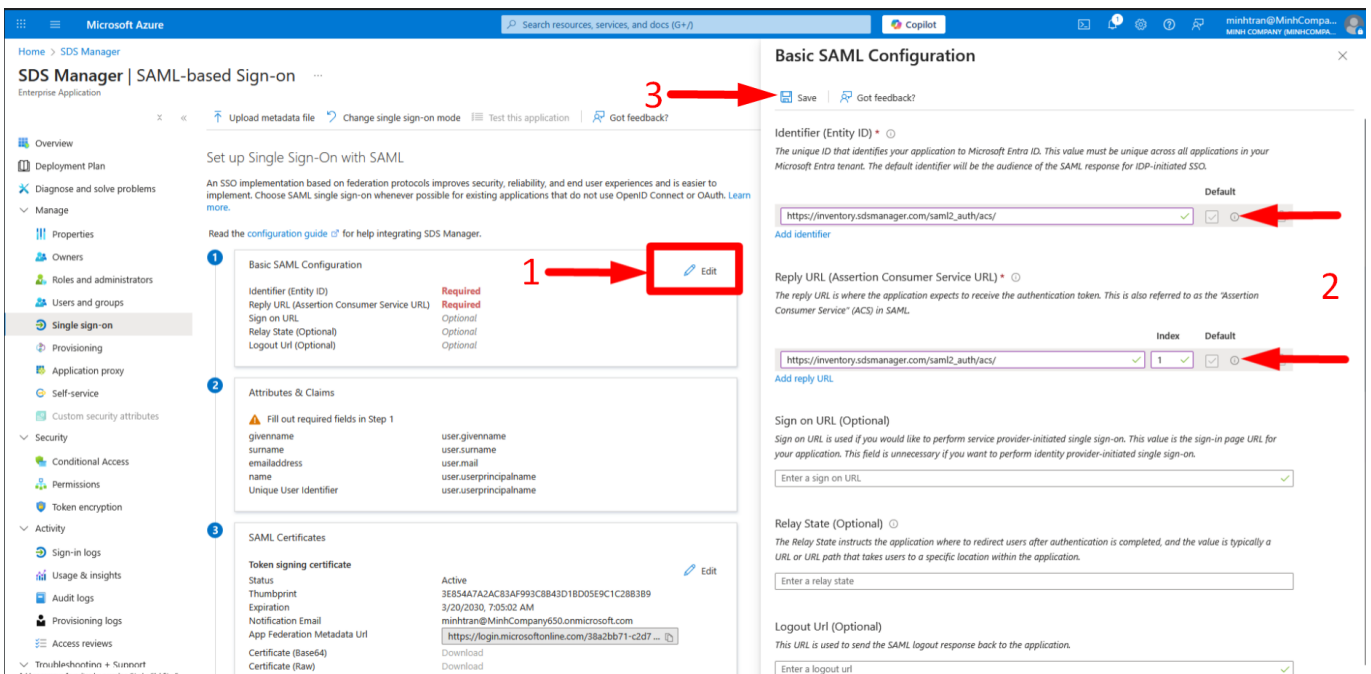 Microsoft Azure
Search resources, services, and docs (G+/)
Copilot
1
minhtran@MinhCompa...
MINH COMPANY (MINHCOMPA...
Home > SDS Manager
SDS Manager | SAML-based Sign-on ...
Enterprise Application
Overview
Deployment Plan
Diagnose and solve problems
Manage
Properties
Owners
Roles and administrators
Users and groups
Single sign-on
Provisioning
Application proxy
Self-service
Custom security attributes
Security
Conditional Access
Permissions
Token encryption
Activity
Sign-in logs
Usage & insights
Audit logs
Provisioning logs
Access reviews
Troubleshooting + Support
Upload metadata file Change single sign-on mode Test this application Got feedback?
Set up Single Sign-On with SAML
An SSO implementation based on federation protocols improves security, reliability, and end user experiences and is easier to
implement. Choose SAML single sign-on whenever possible for existing applications that do not use OpenID Connect or OAuth. Learn
more.
Read the configuration guide for help integrating SDS Manager.
1
Basic SAML Configuration
Edit
1
Identifier (Entity ID) Required
Reply URL (Assertion Consumer Service URL) Required
Sign on URL Optional
Relay State (Optional) Optional
Logout Url (Optional) Optional
2
Attributes & Claims
Fill out required fields in Step 1
givenname user.givenname
surname user.surname
emailaddress user.mail
name user.userprincipalname
Unique User Identifier user.userprincipalname
3
SAML Certificates
Token signing certificate
Edit
Status Active
Thumbprint 3E854A7A2AC83AF993C8B43D1BD05E9C1C28B3B9
Expiration 3/20/2030, 7:05:02 AM
Notification Email minhtran@MinhCompany650.onmicrosoft.com
App Federation Metadata Url https://login.microsoftonline.com/38a2bb71-c2d7 ...
Certificate (Base64) Download
Certificate (Raw) Download
Basic SAML Configuration
3
Save Got feedback?
Identifier (Entity ID) *
The unique ID that identifies your application to Microsoft Entra ID. This value must be unique across all applications in your
Microsoft Entra tenant. The default identifier will be the audience of the SAML response for IDP-initiated SSO.
Default
https://inventory.sdsmanager.com/saml2_auth/acs/
Add identifier
2
Reply URL (Assertion Consumer Service URL) *
The reply URL is where the application expects to receive the authentication token. This is also referred to as the "Assertion
Consumer Service" (ACS) in SAML.
Index Default
https://inventory.sdsmanager.com/saml2_auth/acs/ 1
Add reply URL
Sign on URL (Optional)
Sign on URL is used if you would like to perform service provider-initiated single sign-on. This value is the sign-in page URL for
your application. This field is unnecessary if you want to perform identity provider-initiated single sign-on.
Enter a sign on URL
Relay State (Optional)
The Relay State instructs the application where to redirect users after authentication is completed, and the value is typically a
URL or URL path that takes users to a specific location within the application.
Enter a relay state
Logout Url (Optional)
This URL is used to send the SAML logout response back to the application.
Enter a logout url